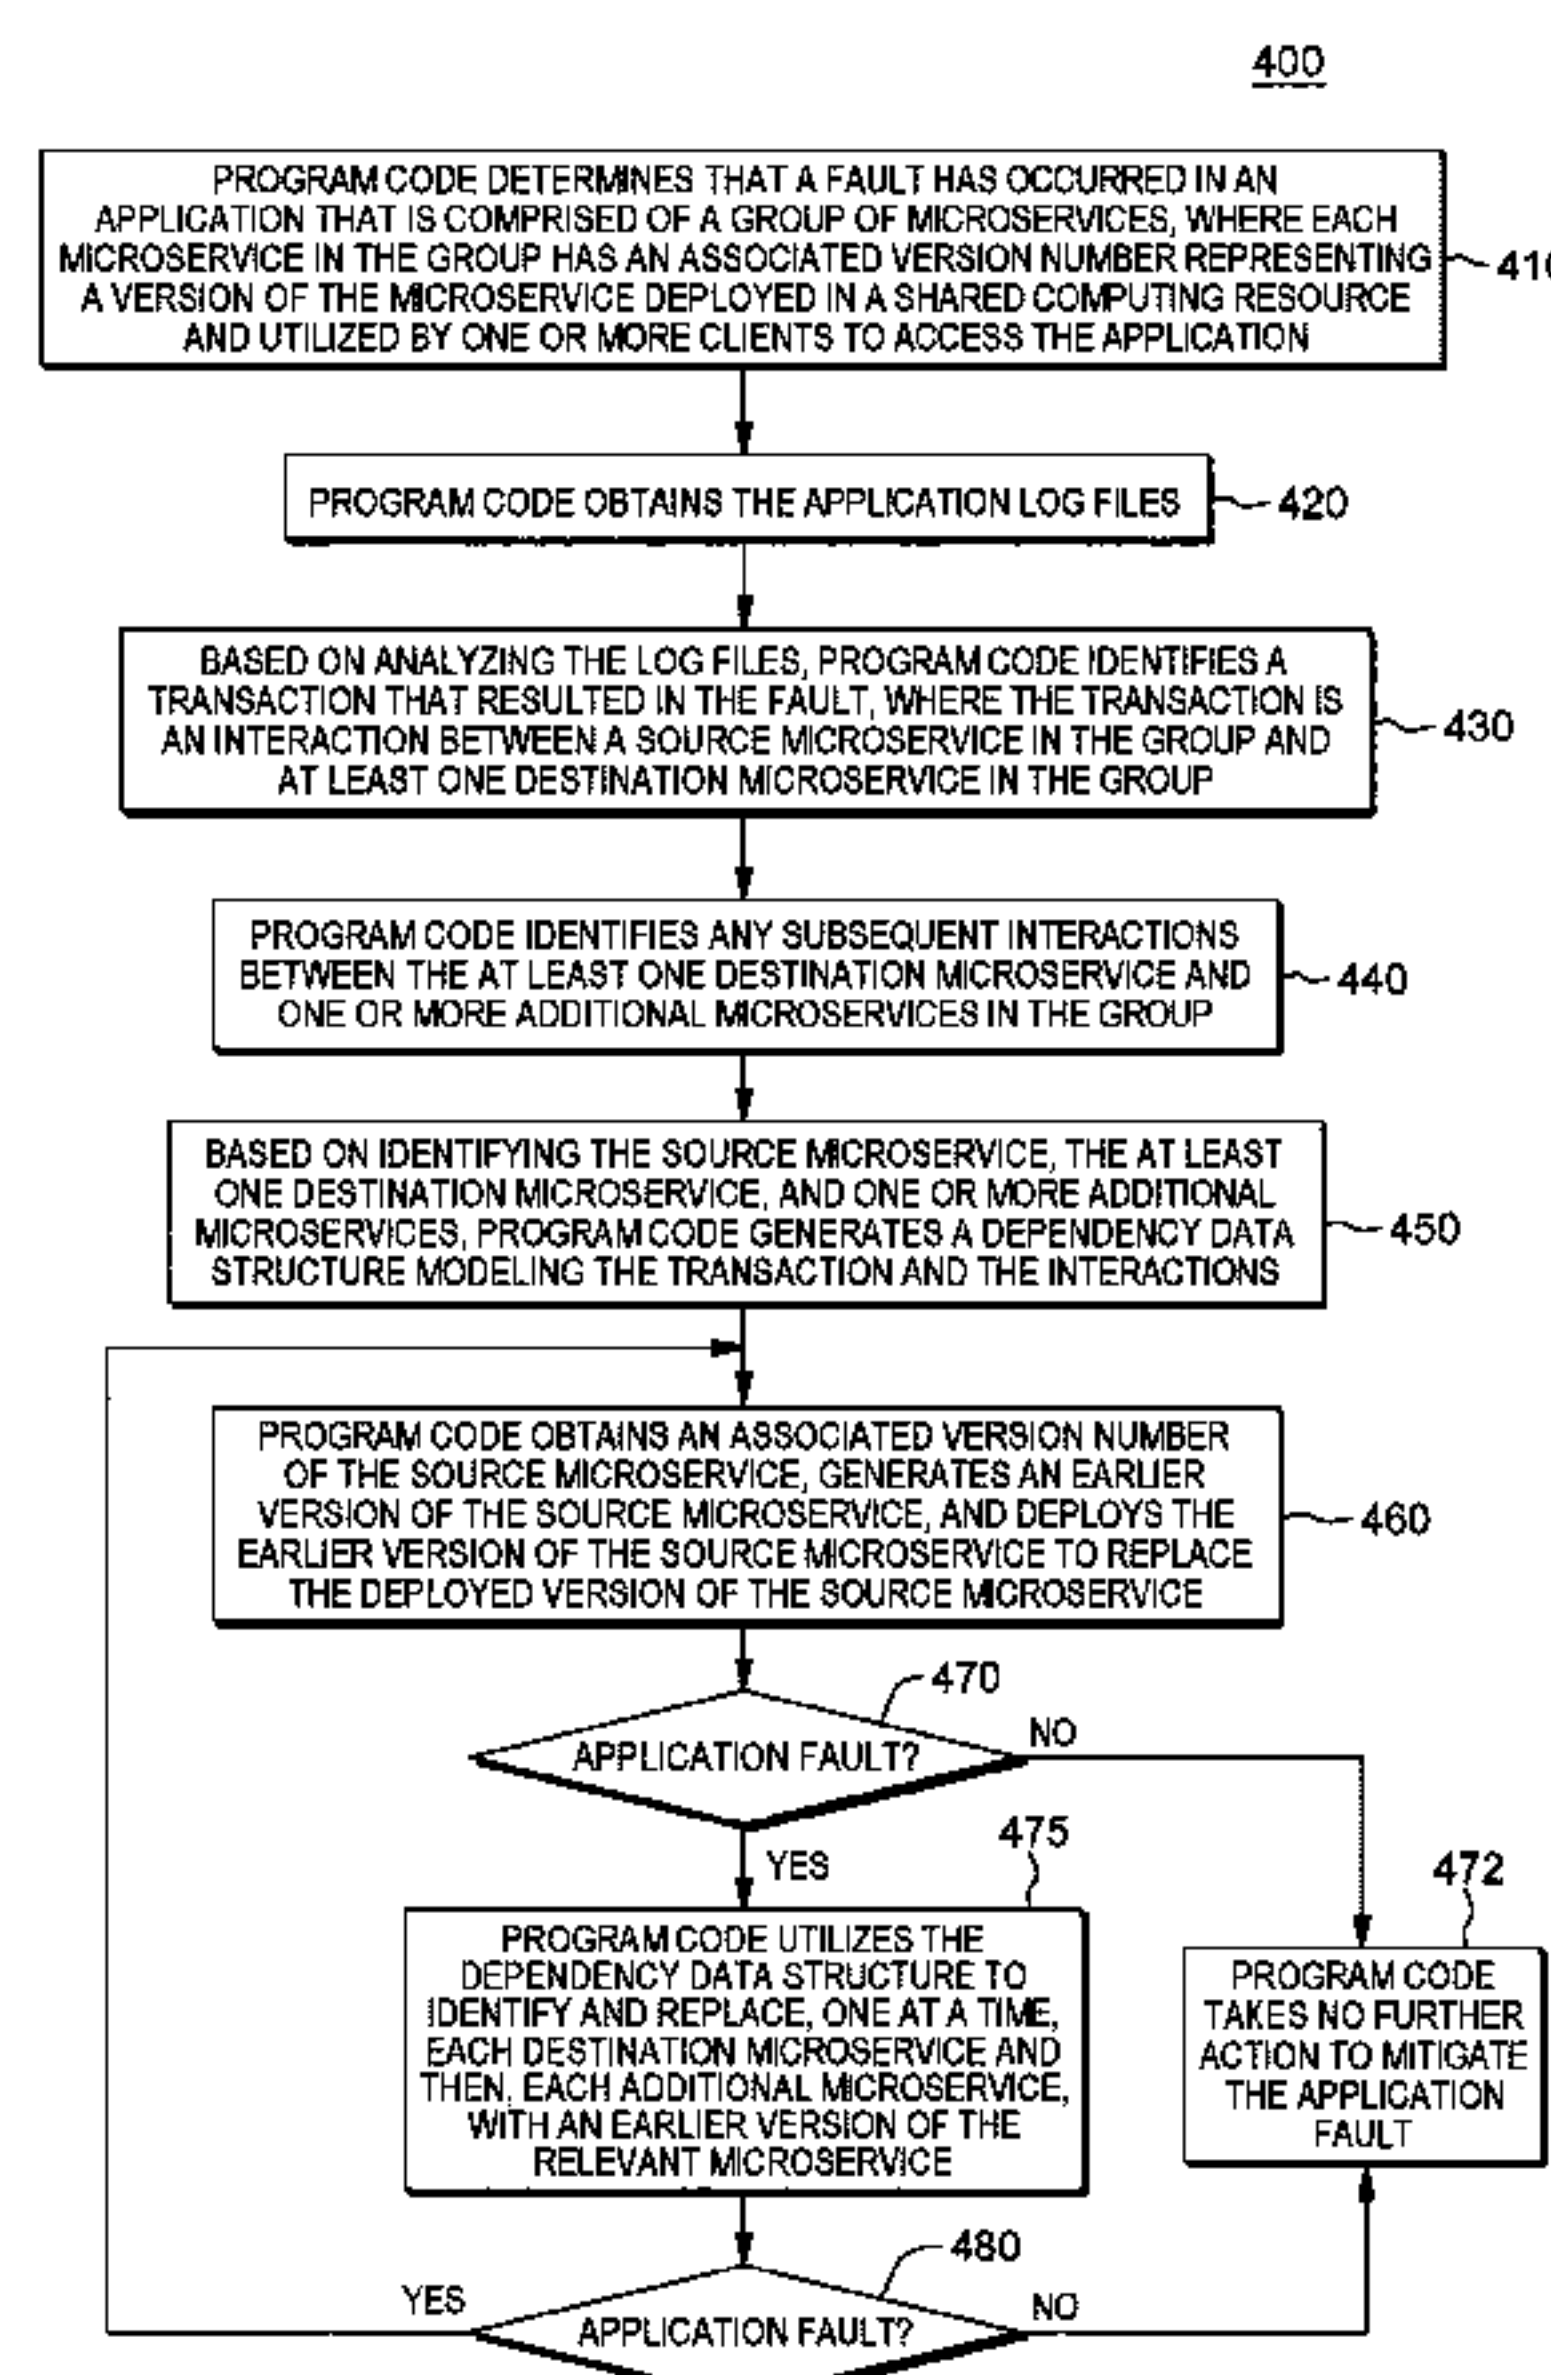 400
PROGRAM CODE DETERMINES THAT A FAULT HAS OCCURRED IN AN
APPLICATION THAT IS COMPRISED OF A GROUP OF MICROSERVICES, WHERE EACH
MICROSERVICE IN THE GROUP HAS AN ASSOCIATED VERSION NUMBER REPRESENTING
A VERSION OF THE MICROSERVICE DEPLOYED IN A SHARED COMPUTING RESOURCE
AND UTILIZED BY ONE OR MORE CLIENTS TO ACCESS THE APPLICATION
410
PROGRAM CODE OBTAINS THE APPLICATION LOG FILES
420
BASED ON ANALYZING THE LOG FILES, PROGRAM CODE IDENTIFIES A
TRANSACTION THAT RESULTED IN THE FAULT, WHERE THE TRANSACTION IS
AN INTERACTION BETWEEN A SOURCE MICROSERVICE IN THE GROUP AND
AT LEAST ONE DESTINATION MICROSERVICE IN THE GROUP
430
PROGRAM CODE IDENTIFIES ANY SUBSEQUENT INTERACTIONS
BETWEEN THE AT LEAST ONE DESTINATION MICROSERVICE AND
ONE OR MORE ADDITIONAL MICROSERVICES IN THE GROUP
440
BASED ON IDENTIFYING THE SOURCE MICROSERVICE, THE AT LEAST
ONE DESTINATION MICROSERVICE, AND ONE OR MORE ADDITIONAL
MICROSERVICES, PROGRAM CODE GENERATES A DEPENDENCY DATA
STRUCTURE MODELING THE TRANSACTION AND THE INTERACTIONS
450
PROGRAM CODE OBTAINS AN ASSOCIATED VERSION NUMBER
OF THE SOURCE MICROSERVICE, GENERATES AN EARLIER
VERSION OF THE SOURCE MICROSERVICE, AND DEPLOYS THE
EARLIER VERSION OF THE SOURCE MICROSERVICE TO REPLACE
THE DEPLOYED VERSION OF THE SOURCE MICROSERVICE
460
470
APPLICATION FAULT?
NO
YES
475
PROGRAM CODE UTILIZES THE
DEPENDENCY DATA STRUCTURE TO
IDENTIFY AND REPLACE, ONE AT A TIME,
EACH DESTINATION MICROSERVICE AND
THEN, EACH ADDITIONAL MICROSERVICE,
WITH AN EARLIER VERSION OF THE
RELEVANT MICROSERVICE
472
PROGRAM CODE
TAKES NO FURTHER
ACTION TO MITIGATE
THE APPLICATION
FAULT
480
YES
APPLICATION FAULT?
NO